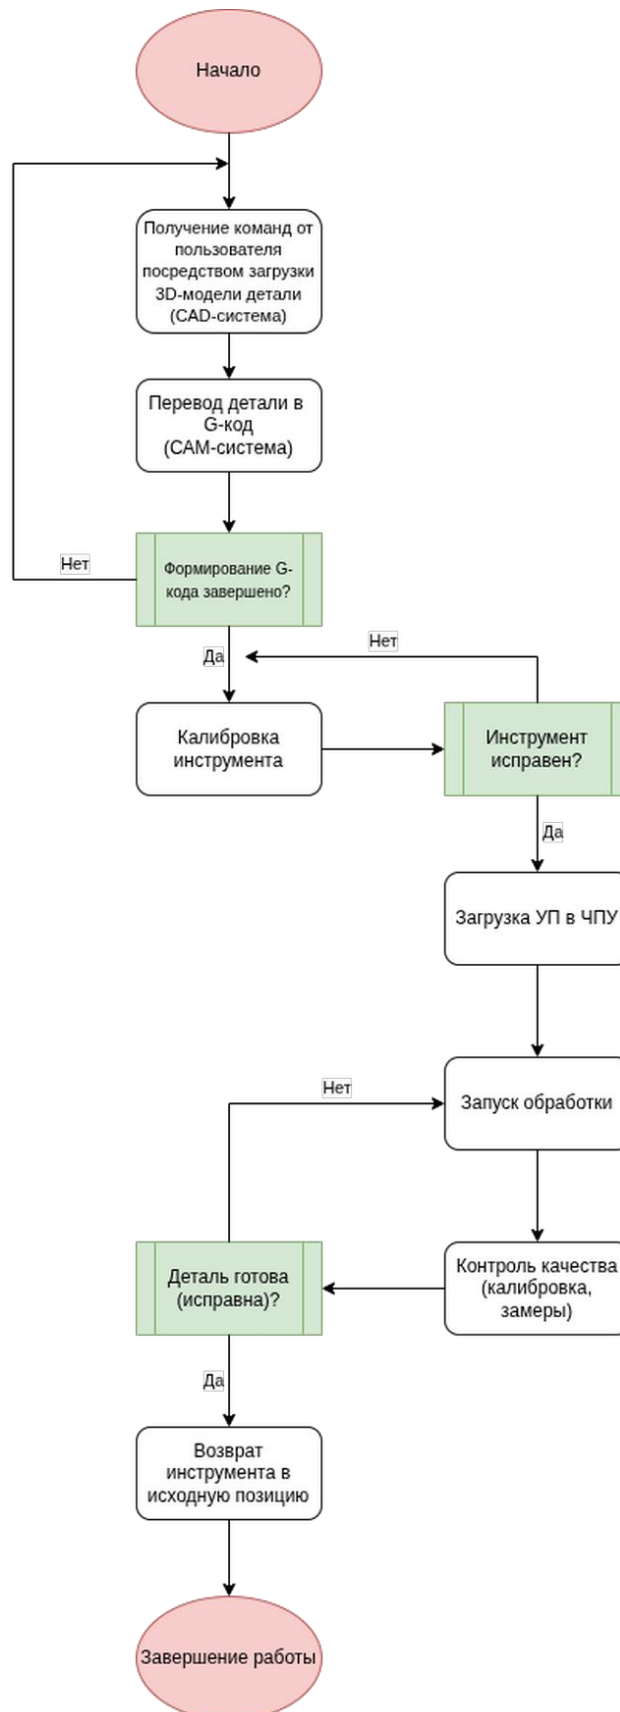 Начало
Получение команд от
пользователя
посредством загрузки
3D-модели детали
(CAD-система)
Перевод детали в
G-код
(CAM-система)
Формирование G-
кода завершено?
Нет
Да
Нет
Калибровка
инструмента
Инструмент
исправен?
Да
Загрузка УП в ЧПУ
Нет
Запуск обработки
Контроль качества
(калибровка,
замеры)
Деталь готова
(исправна)?
Да
Возврат
инструмента в
исходную позицию
Завершение работы